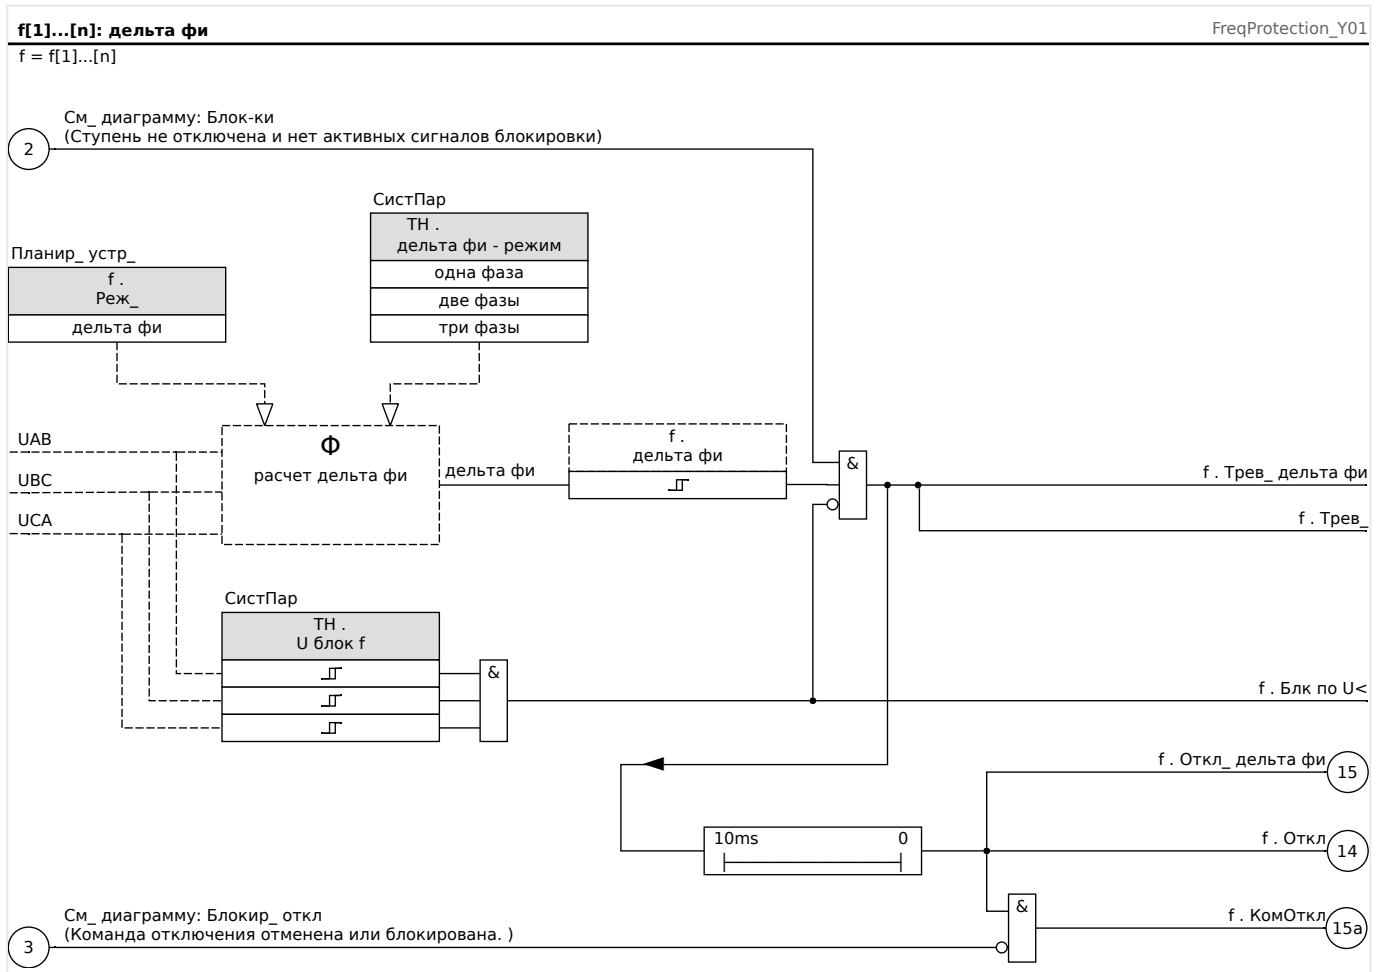 f[1]...[n]: дельта фи
FreqProtection_Y01
f = f[1]...[n]
См_ диаграмму: Блок-ки
(Ступень не отключена и нет активных сигналов блокировки)
2
СистПар
ТН .
дельта фи - режим
одна фаза
две фазы
три фазы
Планир_ устр_
f .
Реж_
дельта фи
UAB
UBC
UCA
Ф
расчет дельта фи
дельта фи
f .
дельта фи
&
f . Трев_ дельта фи
f . Трев_
СистПар
ТН .
U блок f
&
f . Блк по U<
f . Откл_ дельта фи
15
10ms
0
f . Откл
14
См_ диаграмму: Блокир_ откл
(Команда отключения отменена или блокирована. )
3
&
f . КомОткл
15a